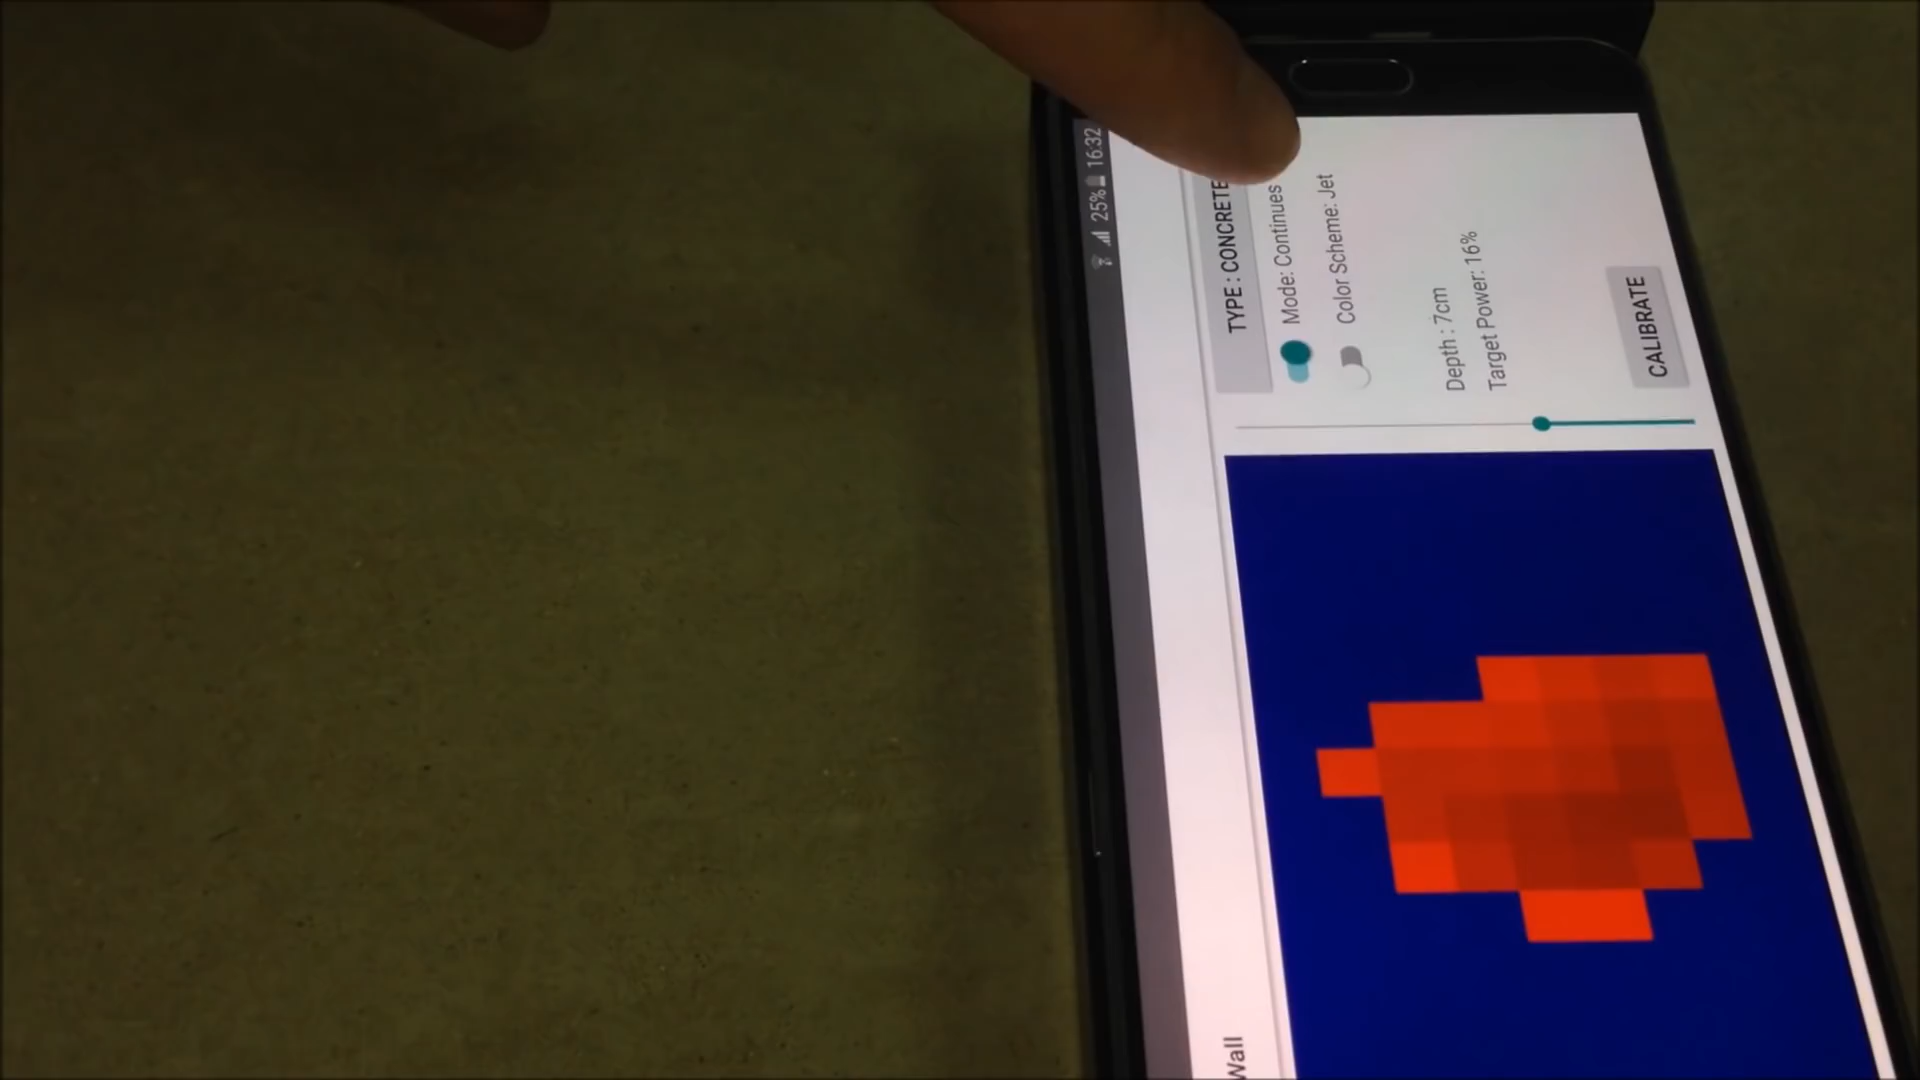 25% 16:32
Wall
TYPE : CONCRETE
Mode: Continues
Color Scheme: Jet
Depth : 7cm
Target Power: 16%
CALIBRATE